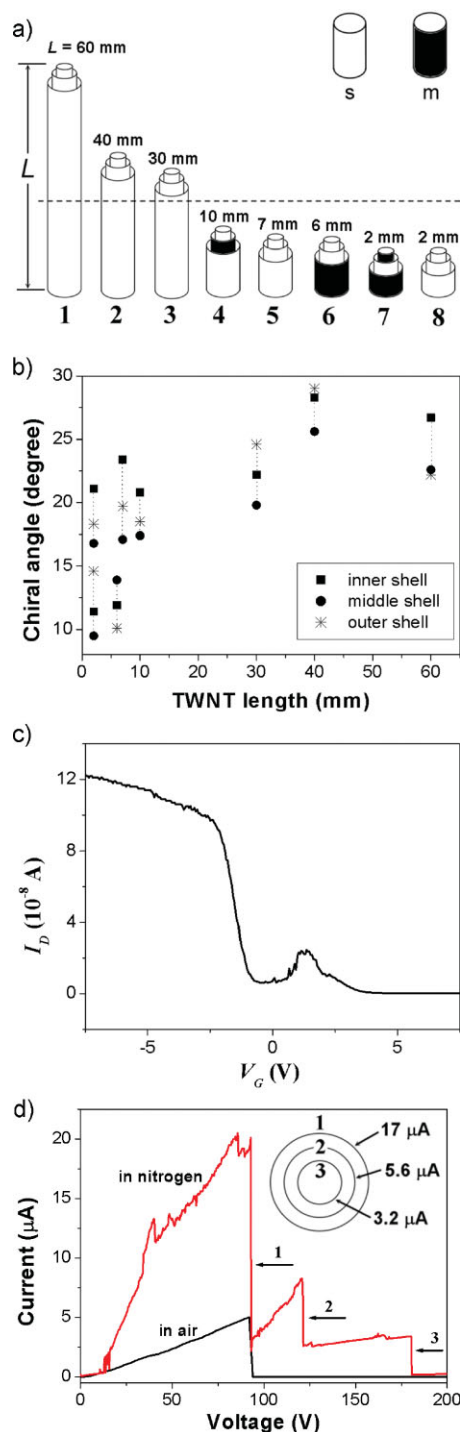 a)
L = 60 mm
40 mm
30 mm
10 mm
7 mm
6 mm
2 mm
2 mm
s
m
L
1 2 3 4 5 6 7 8
b)
30
25
20
15
10
Chiral angle (degree)
inner shell
middle shell
outer shell
0 10 20 30 40 50 60
TWNT length (mm)
c)
12
8
4
0
I_D (10⁻⁸ A)
-5 0 5
V_G (V)
d)
20
15
10
5
0
Current (µA)
in nitrogen
in air
1
2
3
17 µA
5.6 µA
3.2 µA
1
2
3
0 50 100 150 200
Voltage (V)